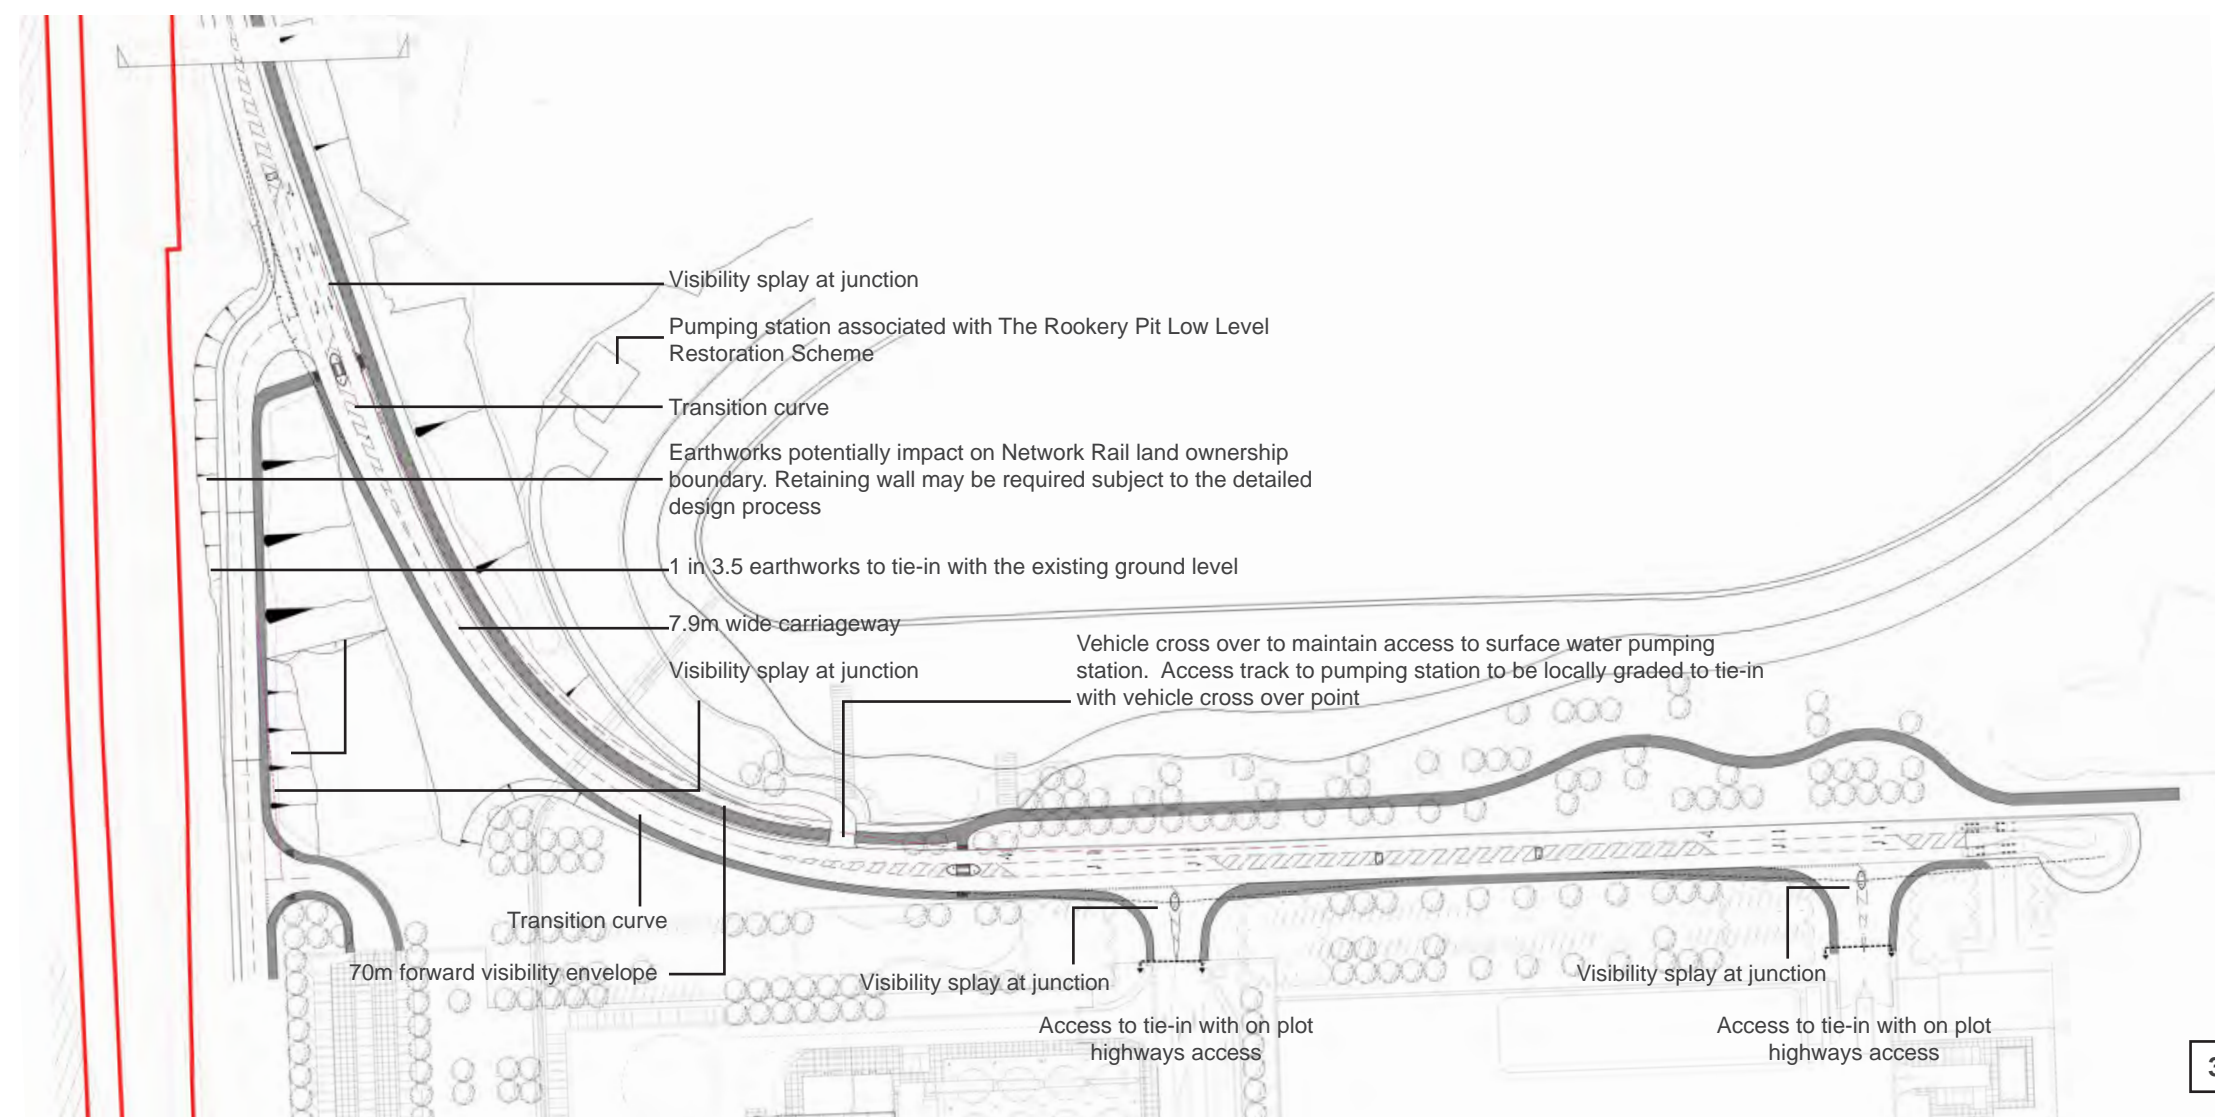 Visibility splay at junction
Pumping station associated with The Rookery Pit Low Level
Restoration Scheme
Transition curve
Earthworks potentially impact on Network Rail land ownership
boundary. Retaining wall may be required subject to the detailed
design process
1 in 3.5 earthworks to tie-in with the existing ground level
7.9m wide carriageway
Visibility splay at junction
Vehicle cross over to maintain access to surface water pumping
station. Access track to pumping station to be locally graded to tie-in
with vehicle cross over point
Transition curve
70m forward visibility envelope
Visibility splay at junction
Visibility splay at junction
Access to tie-in with on plot
highways access
Access to tie-in with on plot
highways access